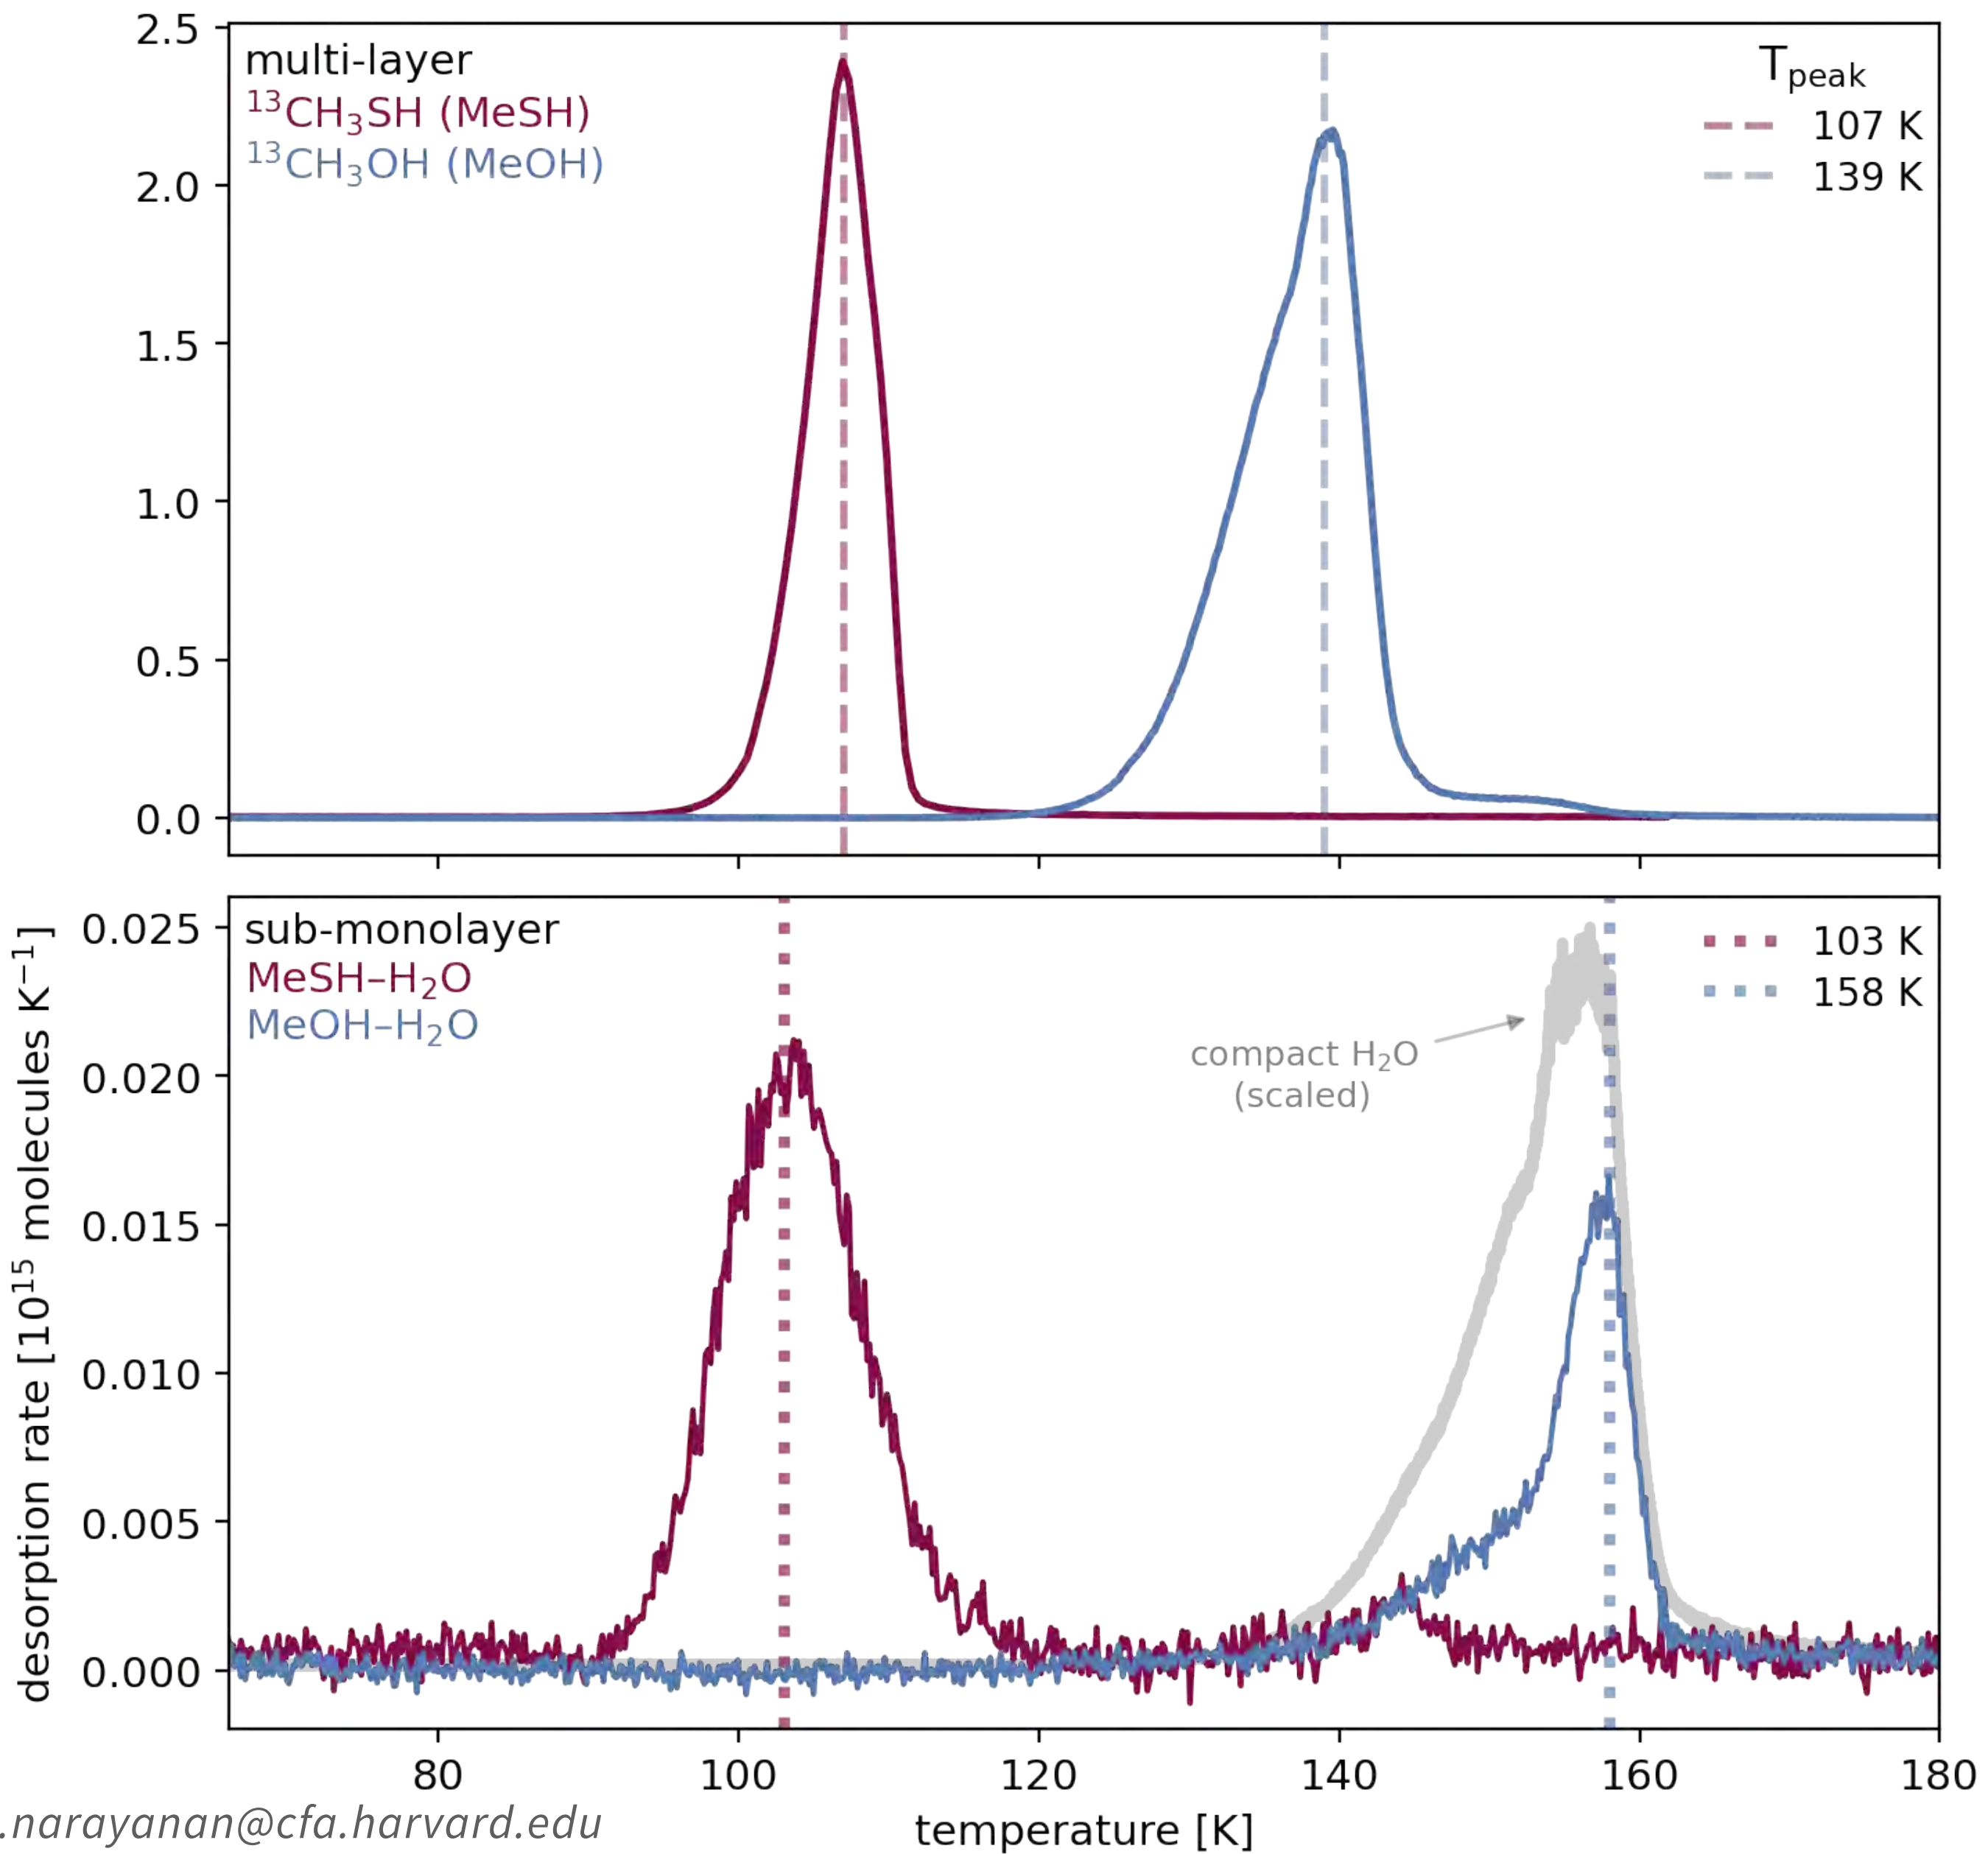 2.5
multi-layer
¹³CH₃SH (MeSH)
¹³CH₃OH (MeOH)
T_peak
107 K
139 K
2.0
1.5
1.0
0.5
0.0
desorption rate [10¹⁵ molecules K⁻¹]
0.025
sub-monolayer
MeSH–H₂O
MeOH–H₂O
103 K
158 K
compact H₂O
(scaled)
0.020
0.015
0.010
0.005
0.000
80 100 120 140 160 180
temperature [K]
.narayanan@cfa.harvard.edu